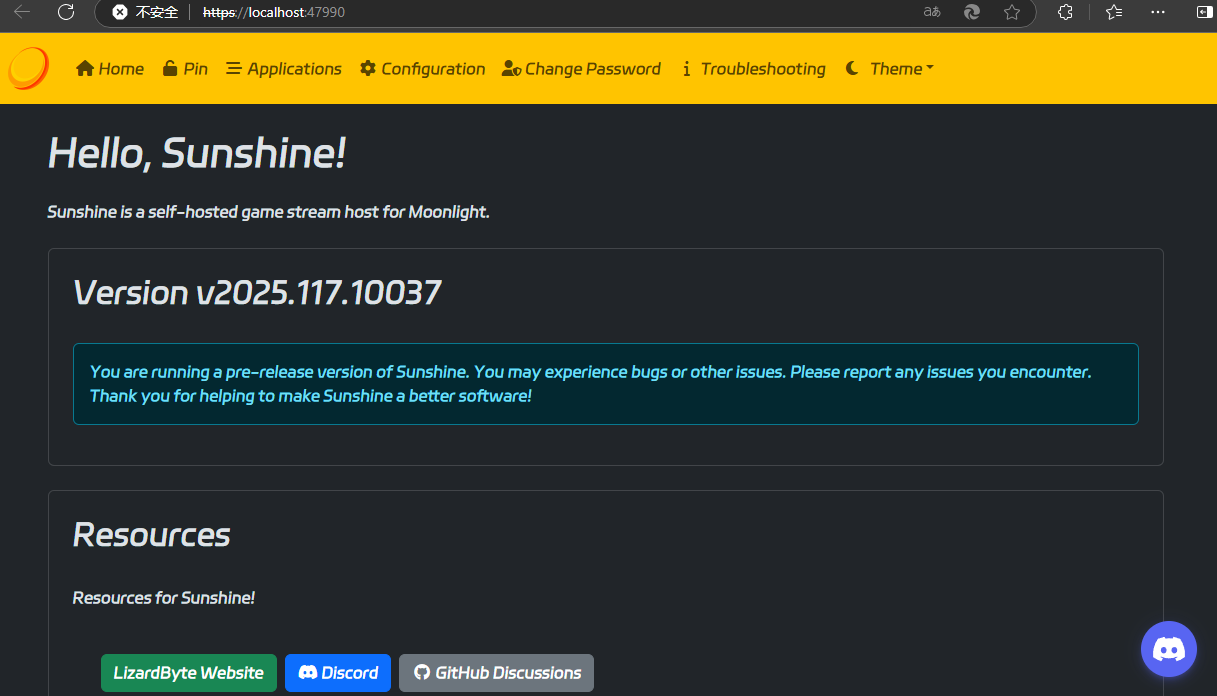 不安全 https://localhost:47990 aあ
Home Pin Applications Configuration Change Password Troubleshooting Theme
Hello, Sunshine!
Sunshine is a self-hosted game stream host for Moonlight.
Version v2025.117.10037
You are running a pre-release version of Sunshine. You may experience bugs or other issues. Please report any issues you encounter.
Thank you for helping to make Sunshine a better software!
Resources
Resources for Sunshine!
LizardByte Website Discord GitHub Discussions